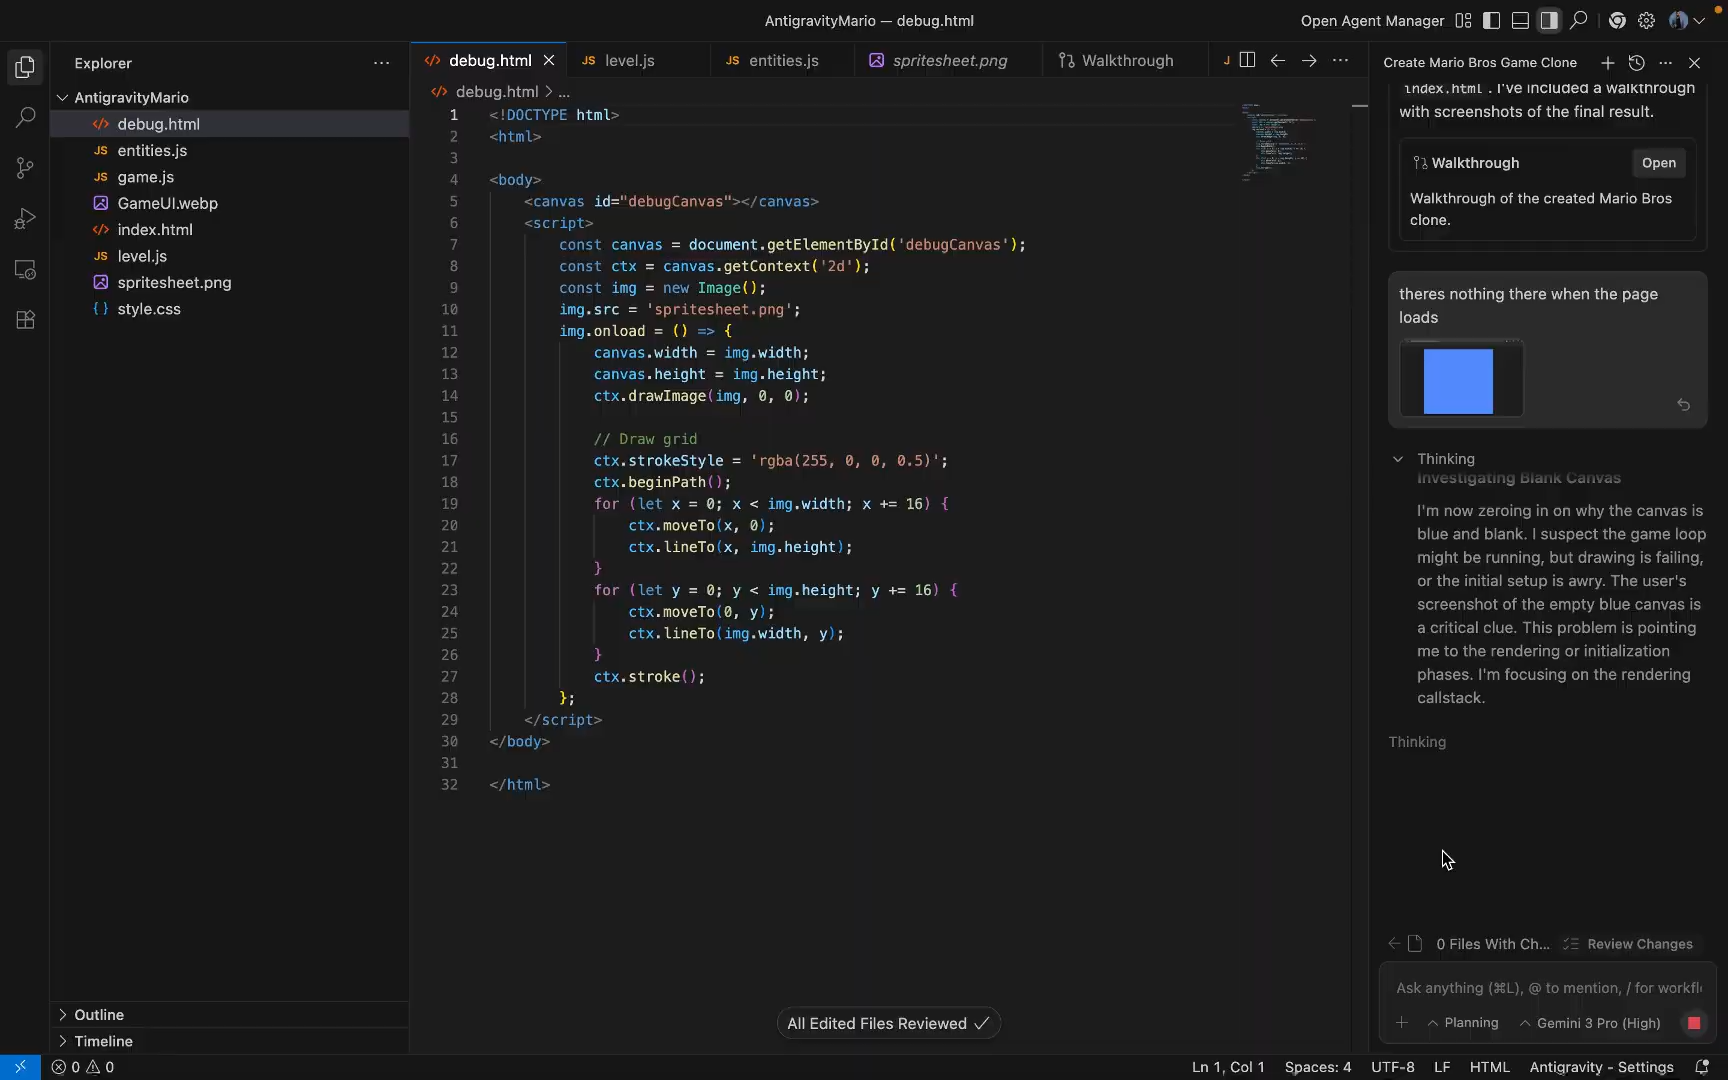 AntigravityMario — debug.html
Open Agent Manager
Explorer
AntigravityMario
debug.html
entities.js
game.js
GameUI.webp
index.html
level.js
spritesheet.png
style.css
Outline
Timeline
debug.html
JS level.js
JS entities.js
spritesheet.png
Walkthrough
J
debug.html > ...
1 <!DOCTYPE html>
2 <html>
3
4 <body>
5 <canvas id="debugCanvas"></canvas>
6 <script>
7 const canvas = document.getElementById('debugCanvas');
8 const ctx = canvas.getContext('2d');
9 const img = new Image();
10 img.src = 'spritesheet.png';
11 img.onload = () => {
12 canvas.width = img.width;
13 canvas.height = img.height;
14 ctx.drawImage(img, 0, 0);
15
16 // Draw grid
17 ctx.strokeStyle = 'rgba(255, 0, 0, 0.5)';
18 ctx.beginPath();
19 for (let x = 0; x < img.width; x += 16) {
20 ctx.moveTo(x, 0);
21 ctx.lineTo(x, img.height);
22 }
23 for (let y = 0; y < img.height; y += 16) {
24 ctx.moveTo(0, y);
25 ctx.lineTo(img.width, y);
26 }
27 ctx.stroke();
28 };
29 </script>
30 </body>
31
32 </html>
All Edited Files Reviewed ✓
Create Mario Bros Game Clone
index.html . I've included a walkthrough
with screenshots of the final result.
Walkthrough
Open
Walkthrough of the created Mario Bros
clone.
theres nothing there when the page
loads
Thinking
Investigating Blank Canvas
I'm now zeroing in on why the canvas is
blue and blank. I suspect the game loop
might be running, but drawing is failing,
or the initial setup is awry. The user's
screenshot of the empty blue canvas is
a critical clue. This problem is pointing
me to the rendering or initialization
phases. I'm focusing on the rendering
callstack.
Thinking
0 Files With Ch...
Review Changes
Ask anything (⌘L), @ to mention, / for workfl
Planning
Gemini 3 Pro (High)
0 0
Ln 1, Col 1
Spaces: 4
UTF-8
LF
HTML
Antigravity - Settings